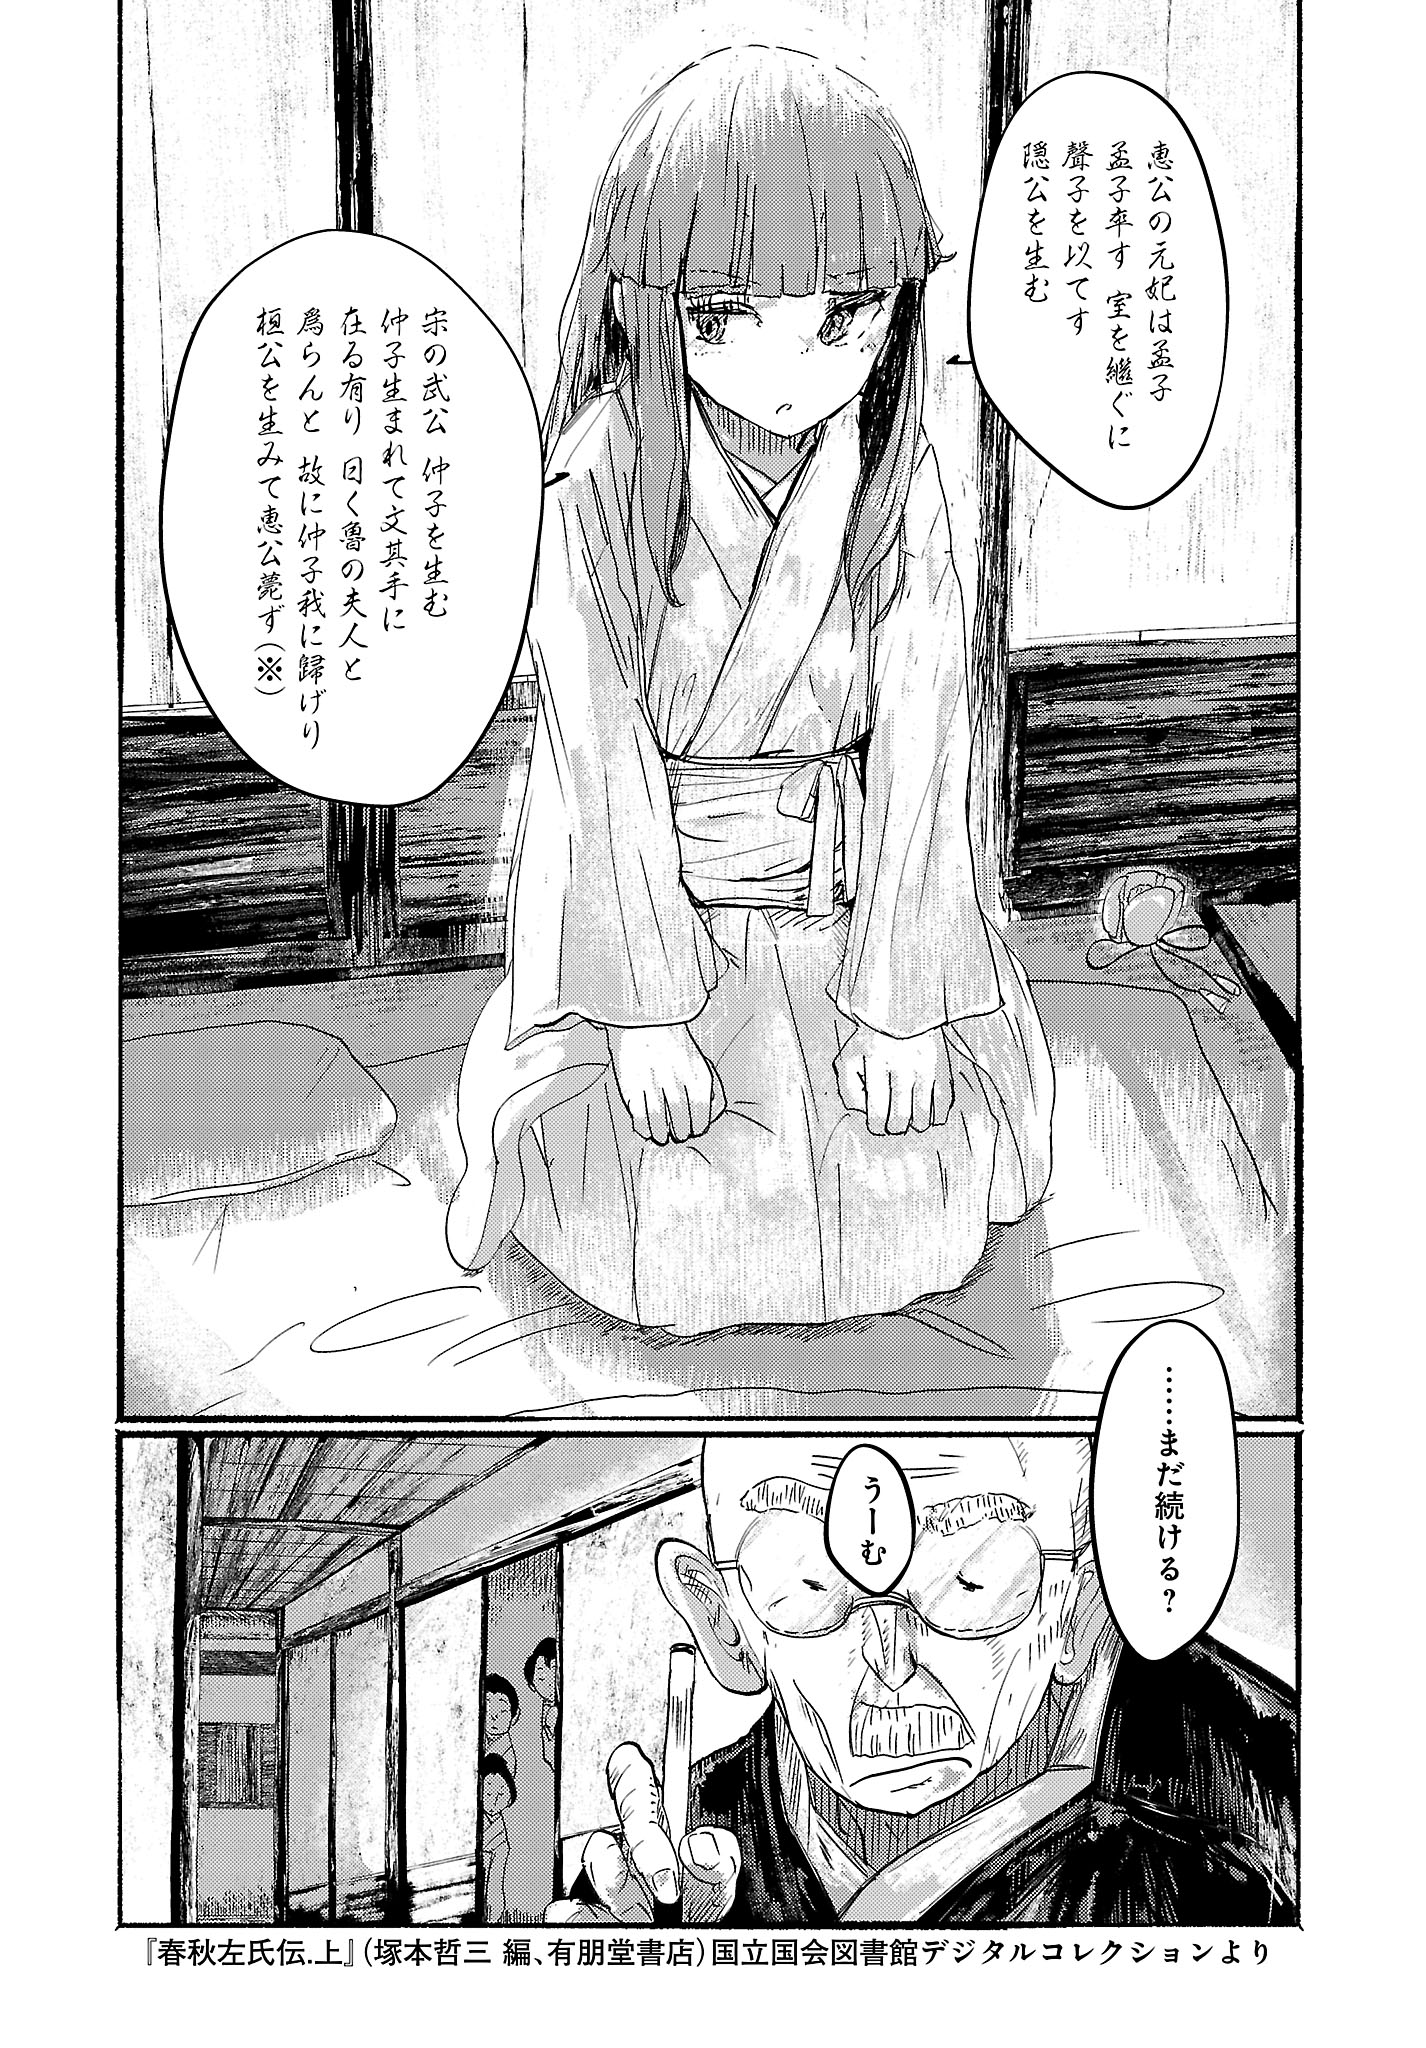 恵公の元妃は孟子
孟子卒す 室を繼ぐに
聲子を以てす
隠公を生む
宋の武公 仲子を生む
仲子生まれて文其手に
在る有り 曰く魯の夫人と
爲らんと 故に仲子我に歸げり
桓公を生みて恵公薨ず(※)
……まだ続ける?
うーむ
『春秋左氏伝.上』(塚本哲三 編、有朋堂書店)国立国会図書館デジタルコレクションより